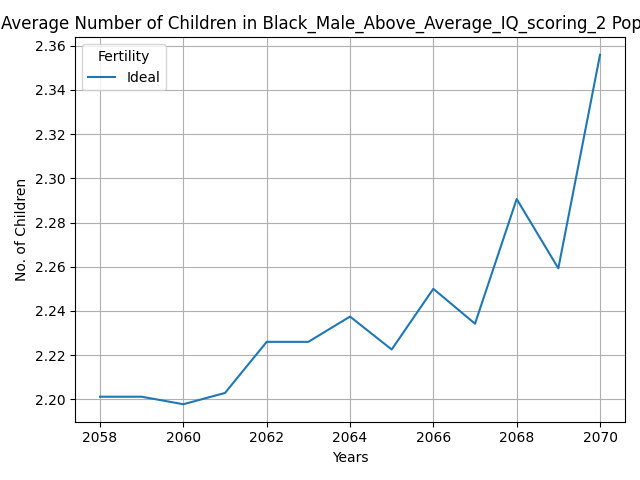 Average Number of Children in Black_Male_Above_Average_IQ_scoring_2 Pop
2.36
Fertility
Ideal
2.34
2.32
2.30
2.28
2.26
2.24
2.22
2.20
No. of Children
2058 2060 2062 2064 2066 2068 2070
Years